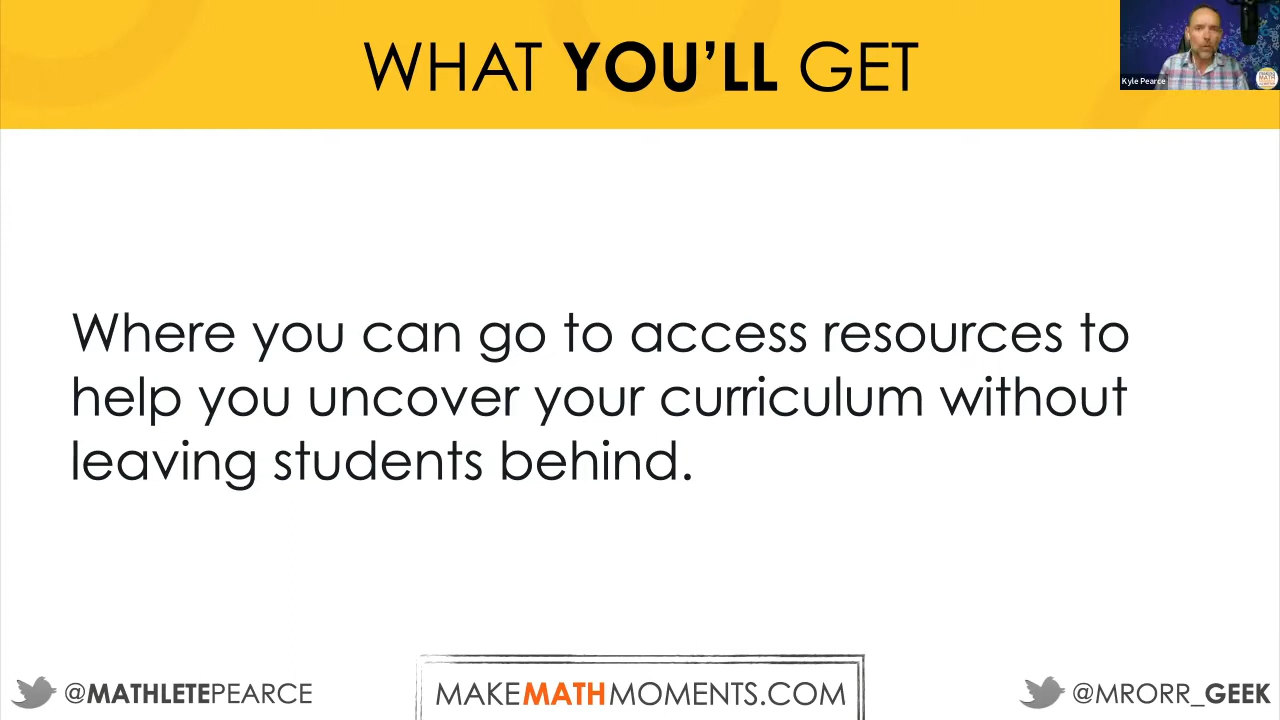 WHAT YOU’LL GET
Kyle Pearce
Where you can go to access resources to
help you uncover your curriculum without
leaving students behind.
@MATHLETEPEARCE
MAKEMATHMOMENTS.COM
@MRORR_GEEK